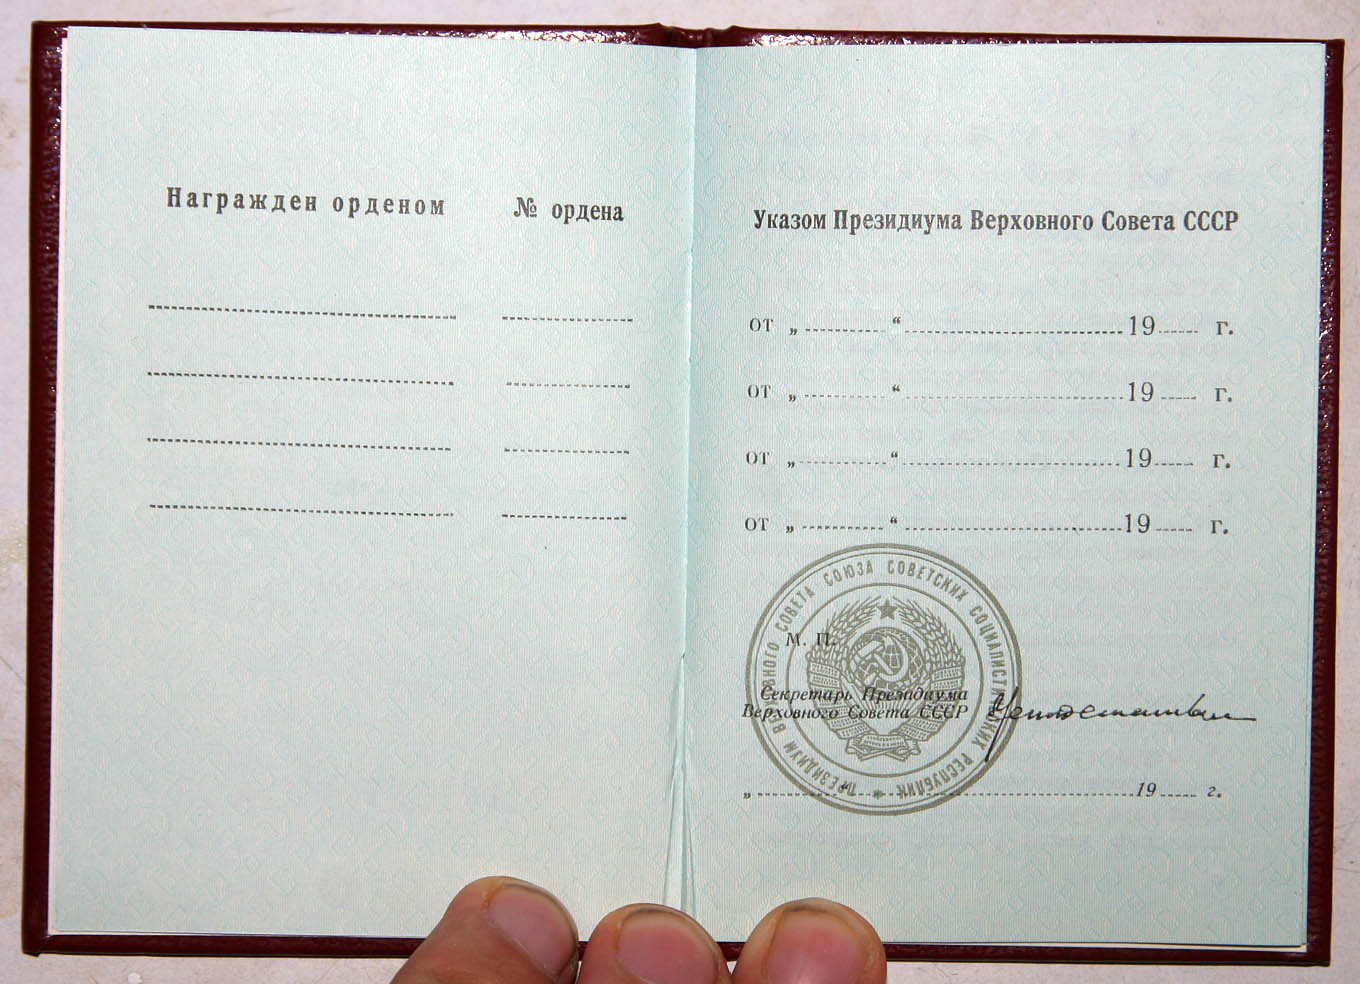 Награжден орденом № ордена
Указом Президиума Верховного Совета СССР
от „ “ 19 г.
от „ “ 19 г.
от „ “ 19 г.
от „ “ 19 г.
ПРЕЗИДИУМ ВЕРХОВНОГО СОВЕТА СОЮЗА СОВЕТСКИХ СОЦИАЛИСТИЧЕСКИХ РЕСПУБЛИК
М. П.
Секретарь Президиума
Верховного Совета СССР
„ “ 19 г.